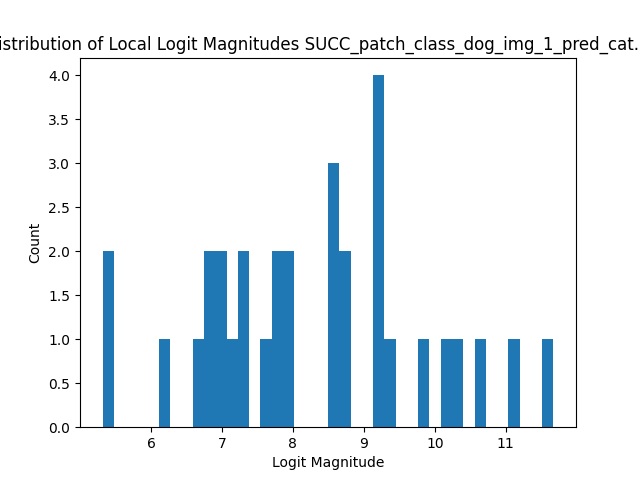 istribution of Local Logit Magnitudes SUCC_patch_class_dog_img_1_pred_cat.
4.0
3.5
3.0
2.5
2.0
1.5
1.0
0.5
0.0
Count
6 7 8 9 10 11
Logit Magnitude